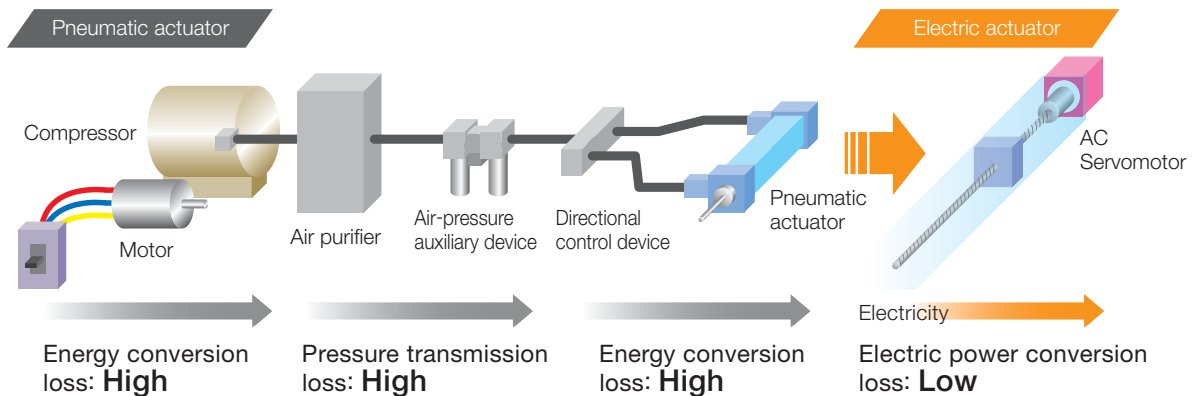 Pneumatic actuator
Electric actuator
Compressor
Motor
Air purifier
Air-pressure
auxiliary device
Directional
control device
Pneumatic
actuator
AC
Servomotor
Electricity
Energy conversion
loss: High
Pressure transmission
loss: High
Energy conversion
loss: High
Electric power conversion
loss: Low